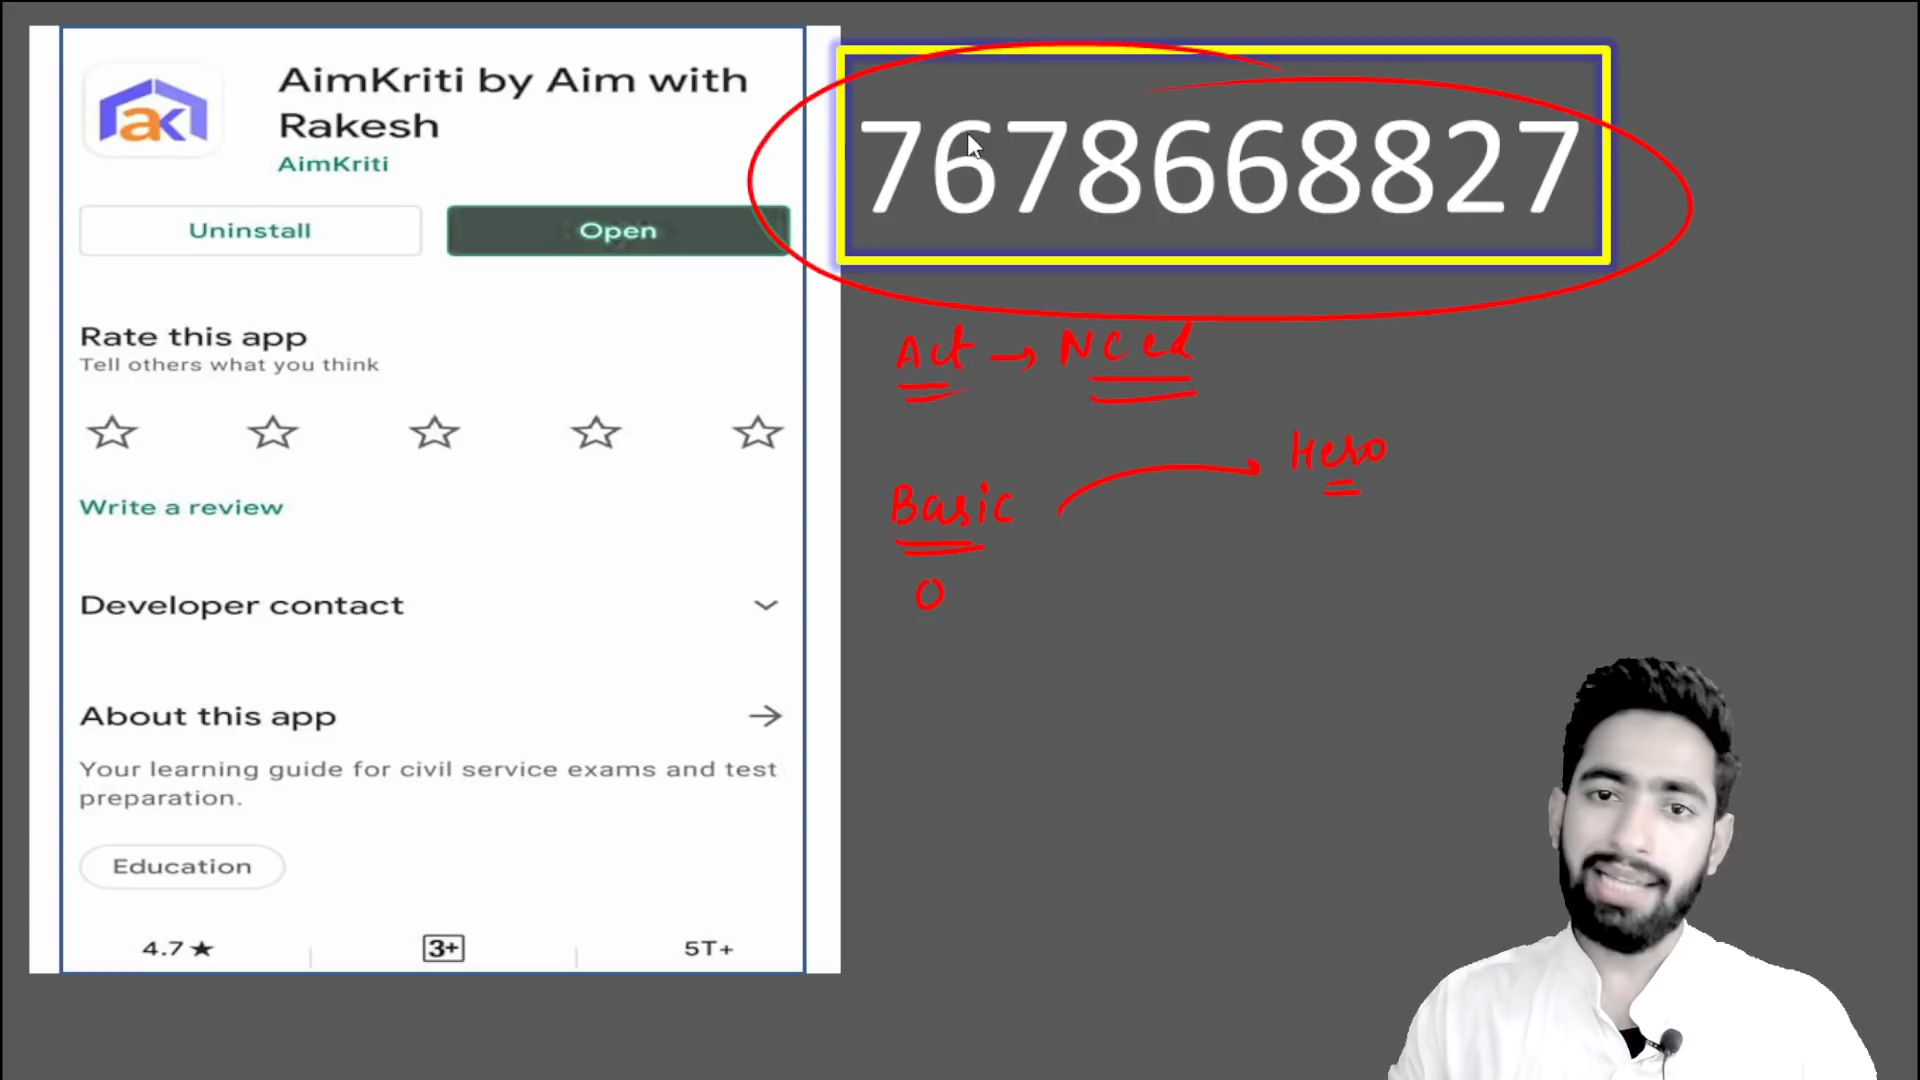 AimKriti by Aim with
Rakesh
AimKriti
Uninstall
Open
Rate this app
Tell others what you think
Write a review
Developer contact
About this app
Your learning guide for civil service exams and test
preparation.
Education
4.7★
3+
5T+
7678668827
Act → NCed
Basic
Hero
0